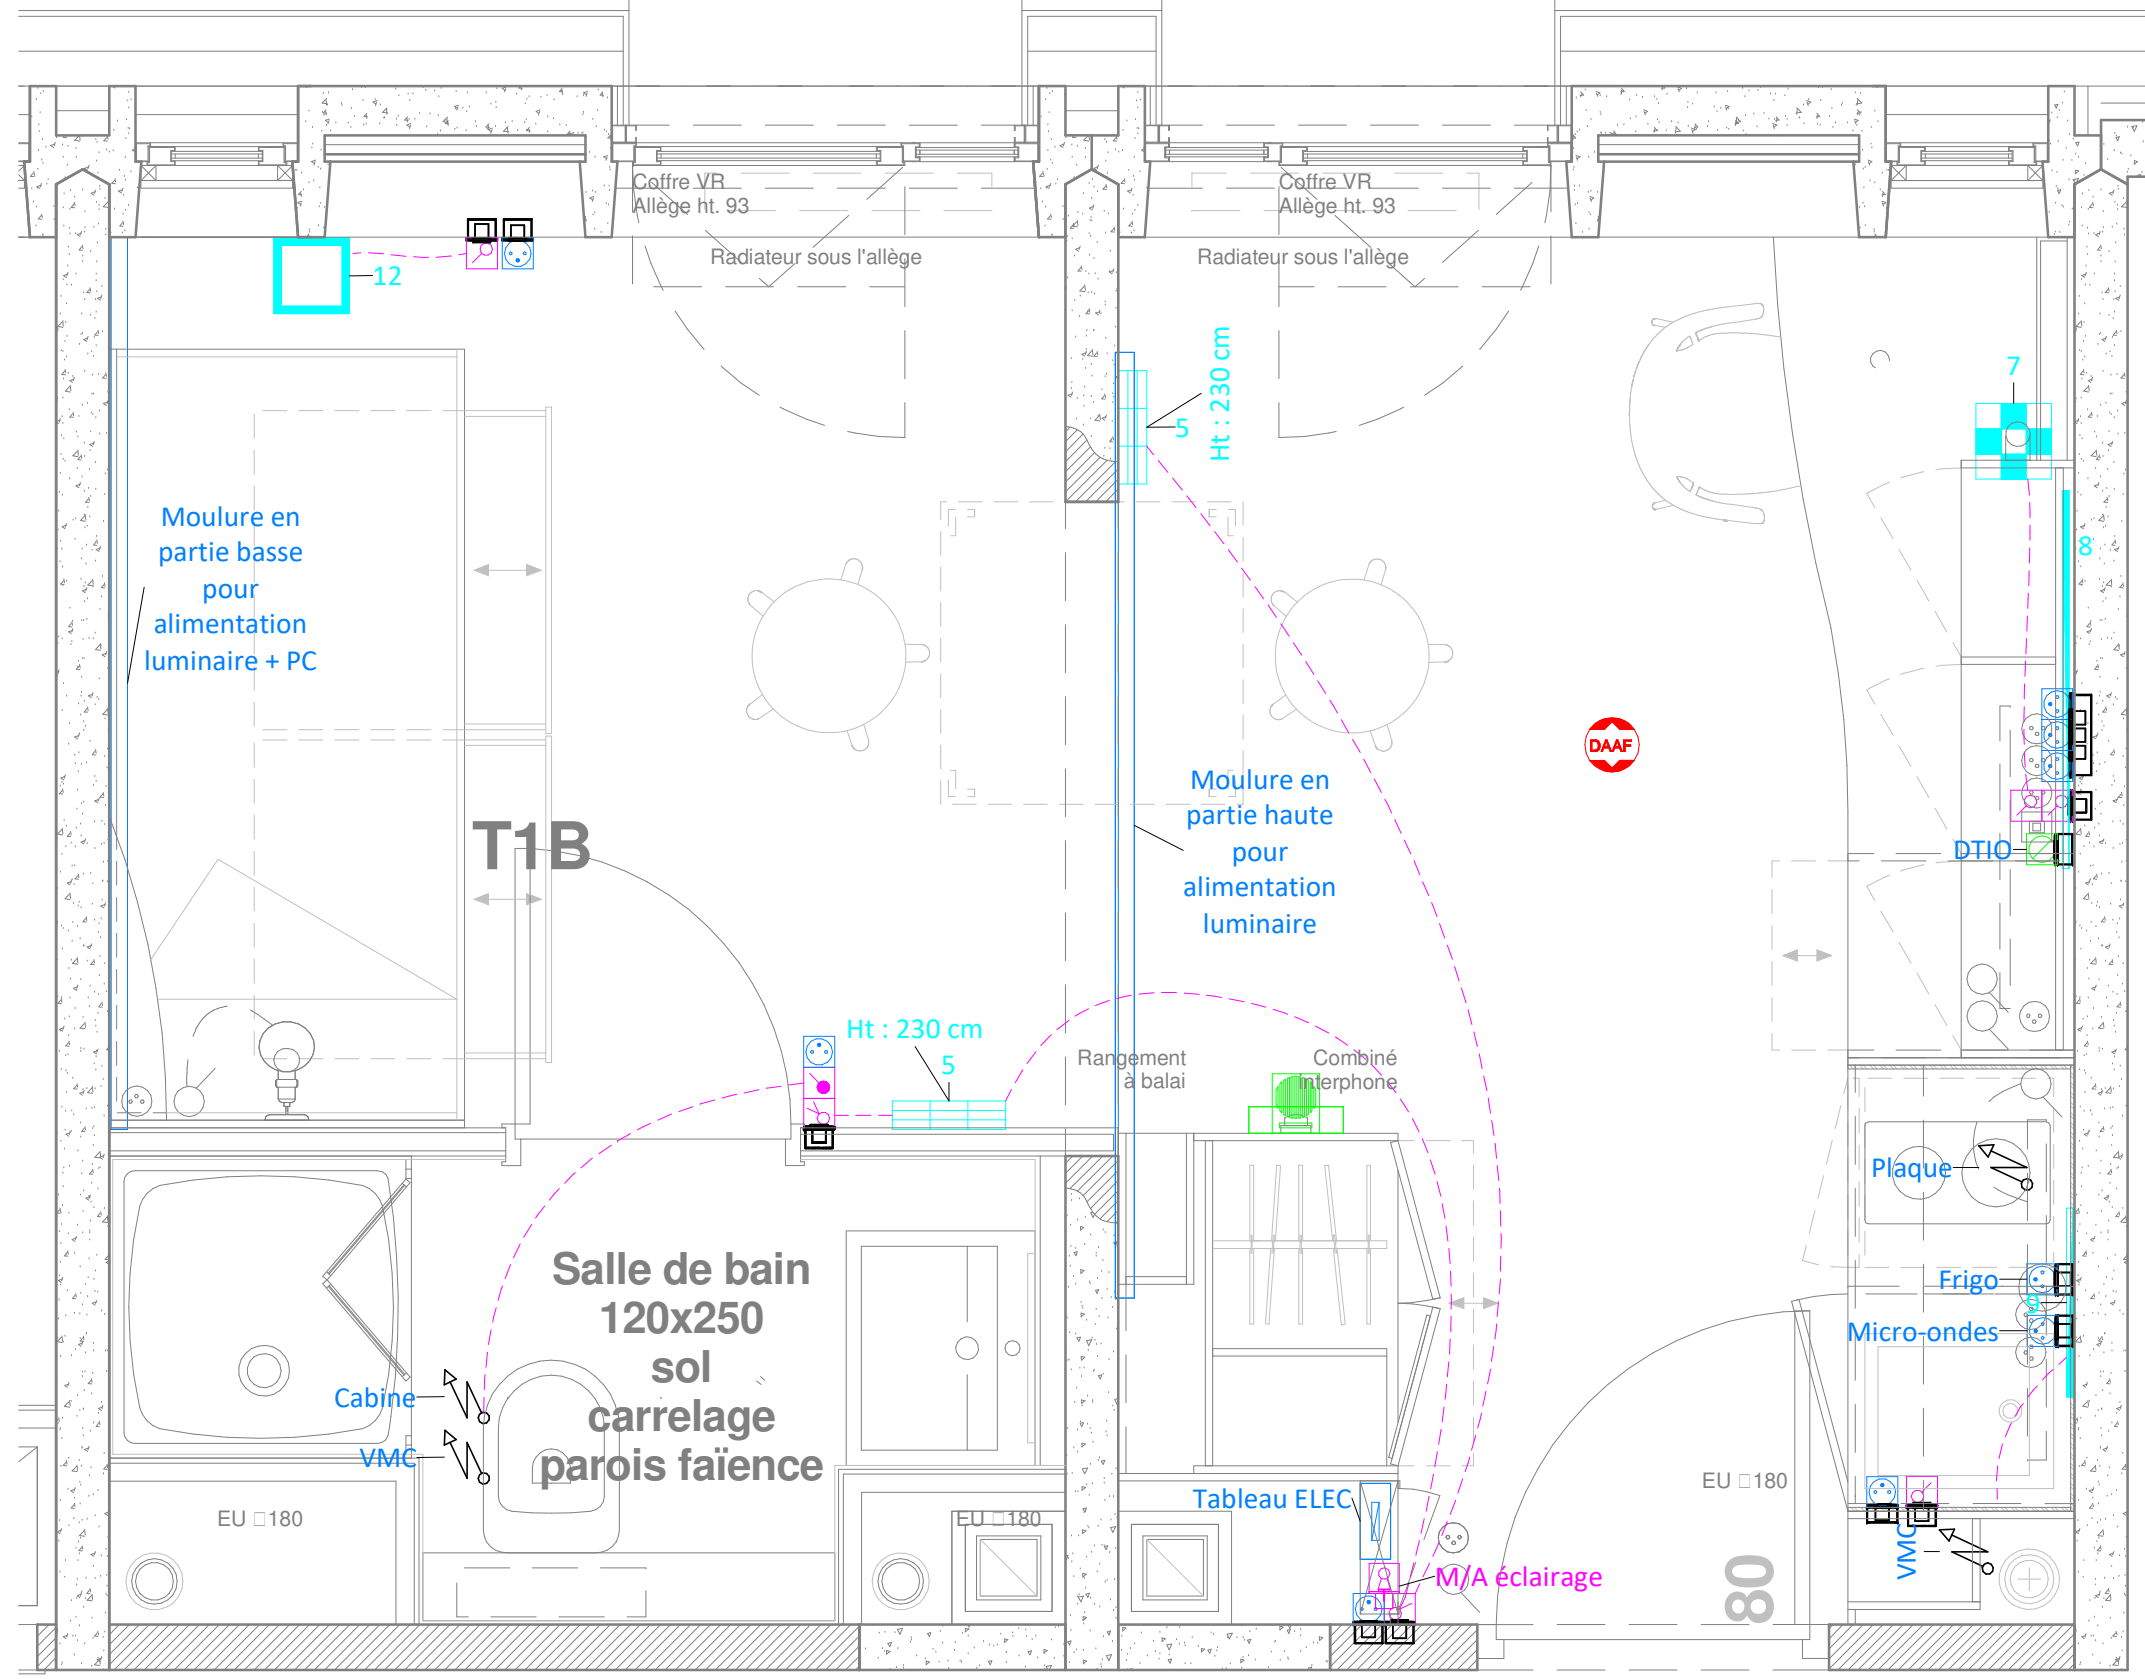 Coffre VR
Allège ht. 93
Coffre VR
Allège ht. 93
Radiateur sous l'allège
Radiateur sous l'allège
12
Ht : 230 cm
5
7
8
Moulure en
partie basse
pour
alimentation
luminaire + PC
DAAF
Moulure en
partie haute
pour
alimentation
luminaire
T1B
DTIO
Ht : 230 cm
5
Rangement
à balai
Combiné
interphone
Plaque
Frigo
9
Micro-ondes
Salle de bain
120x250
sol
carrelage
parois faïence
Cabine
VMC
EU □180
EU □180
Tableau ELEC
EU □180
M/A éclairage
VMC
80